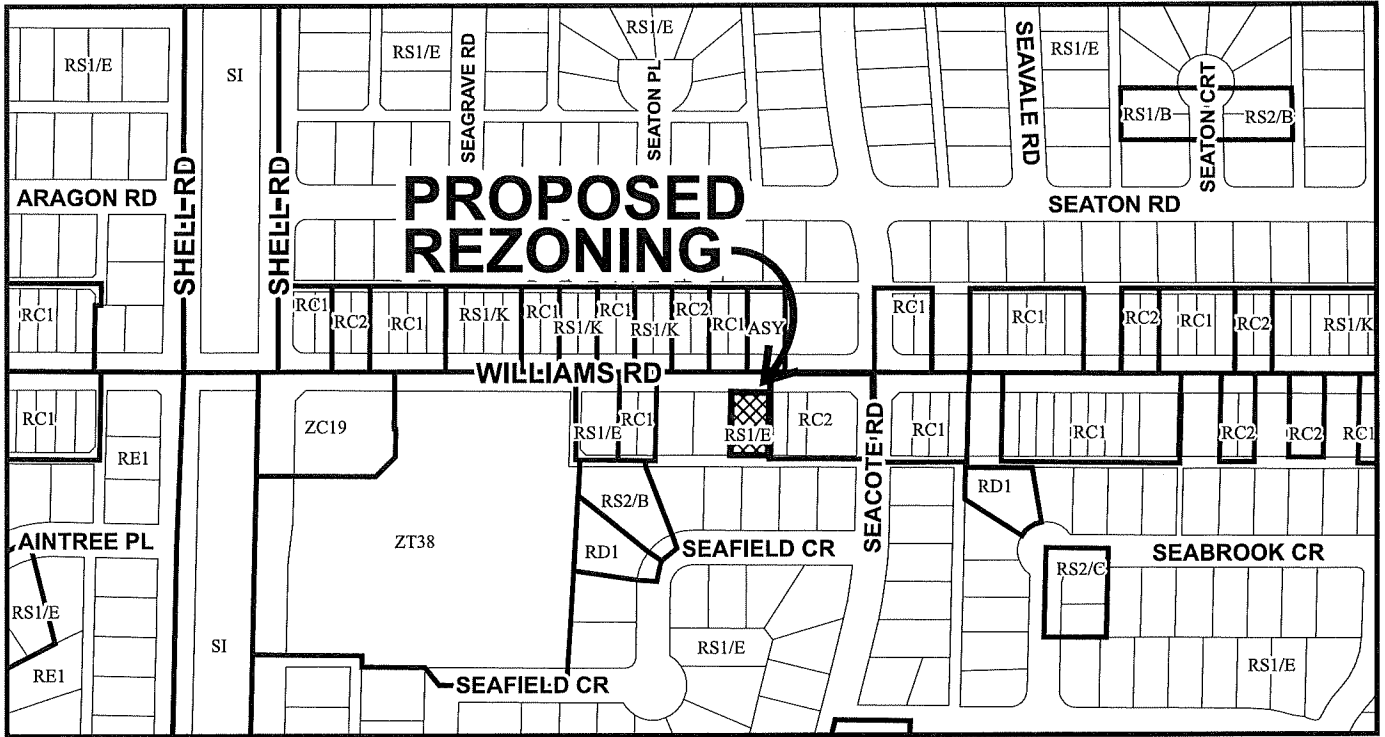 RS1/E
SI
RS1/E
SEAGRAVE RD
RS1/E
SEATON PL
SEAVALE RD
RS1/E
RS1/B
RS2/B
SEATON CRT
ARAGON RD
SHELL RD
SHELL RD
PROPOSED
REZONING
SEATON RD
RC1
RC1
RC2
RC1
RS1/K
RC1
RS1/K
RC1
RS1/K
RC2
RC1
ASY
RC1
RC1
RC2
RC1
RC2
RS1/K
WILLIAMS RD
RC1
RE1
ZC19
RS1/E
RC1
RS1/E
RC2
SEACOTE RD
RC1
RC1
RC2
RC2
RC1
AINTREE PL
ZT38
RS2/B
RD1
SEAFIELD CR
RD1
SEABROOK CR
RS2/C
RS1/E
RE1
SI
RS1/E
RS1/E
SEAFIELD CR